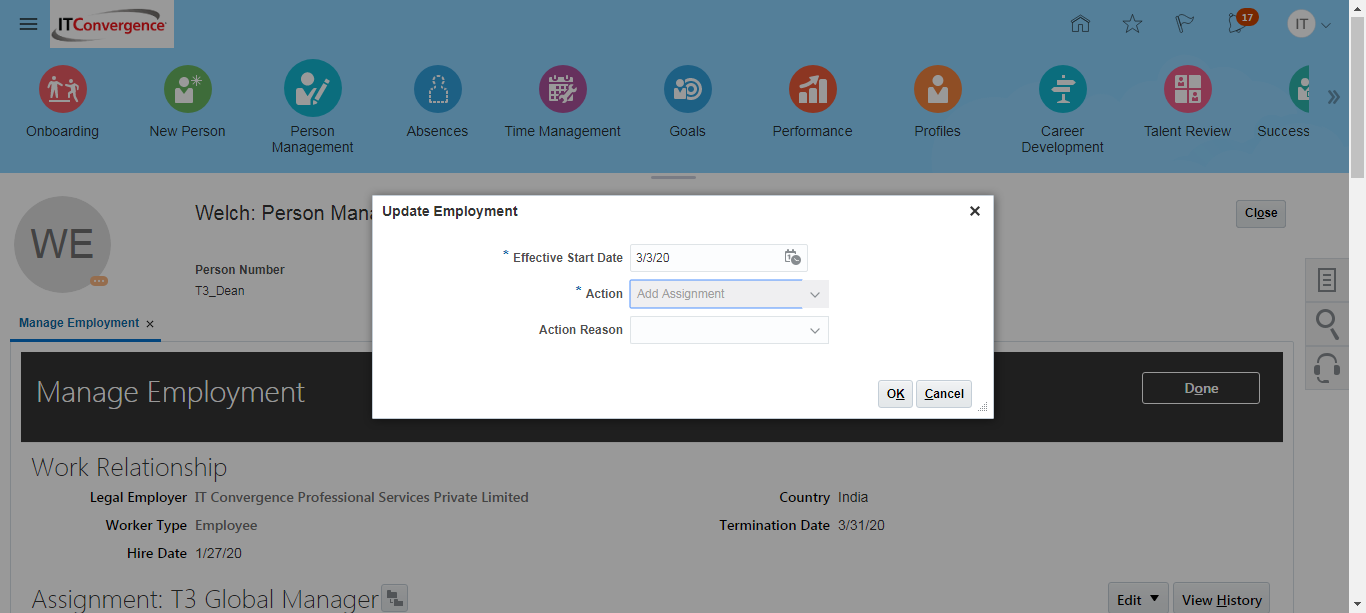 ITConvergence
17
IT
Onboarding
New Person
Person Management
Absences
Time Management
Goals
Performance
Profiles
Career Development
Talent Review
Success
WE
Welch: Person Mana
Close
Person Number
T3_Dean
Manage Employment ×
Update Employment
* Effective Start Date 3/3/20
* Action Add Assignment
Action Reason
OK Cancel
Manage Employment
Done
Work Relationship
Legal Employer IT Convergence Professional Services Private Limited
Country India
Worker Type Employee
Termination Date 3/31/20
Hire Date 1/27/20
Assignment: T3 Global Manager
Edit View History